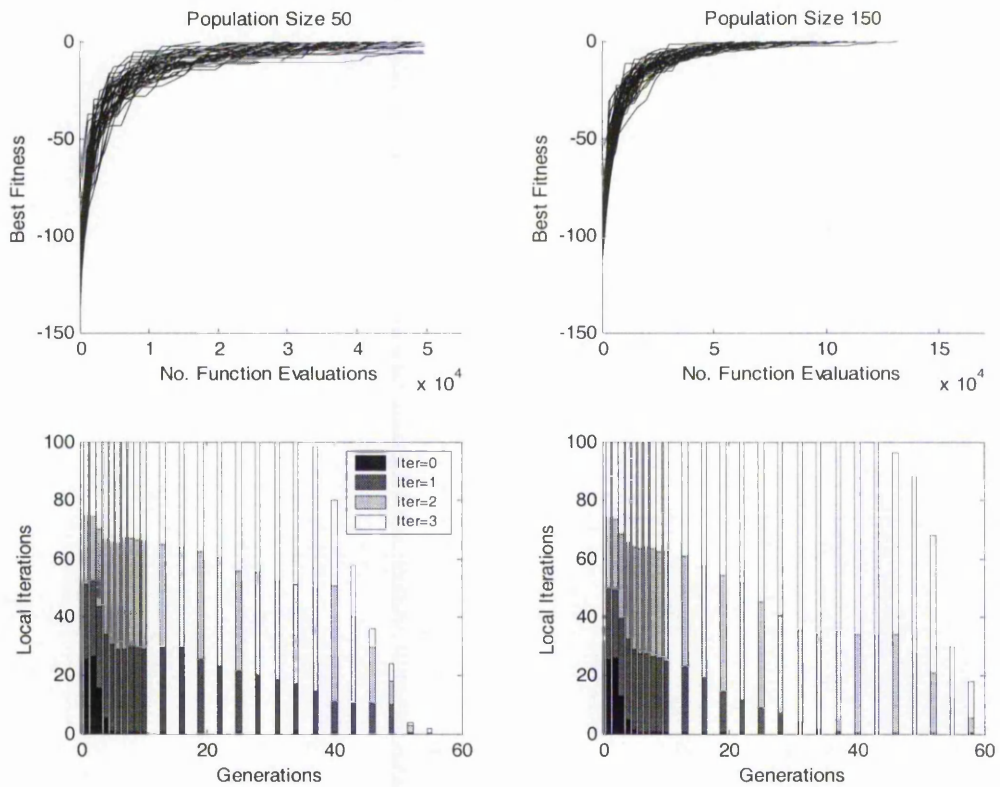 Population Size 50
0
-50
-100
-150
Best Fitness
0 1 2 3 4 5
No. Function Evaluations
x 10^4
Population Size 150
0
-50
-100
-150
Best Fitness
0 5 10 15
No. Function Evaluations
x 10^4
100
80
60
40
20
0
Local Iterations
Iter=0
Iter=1
Iter=2
Iter=3
0 20 40 60
Generations
100
80
60
40
20
0
Local Iterations
0 20 40 60
Generations